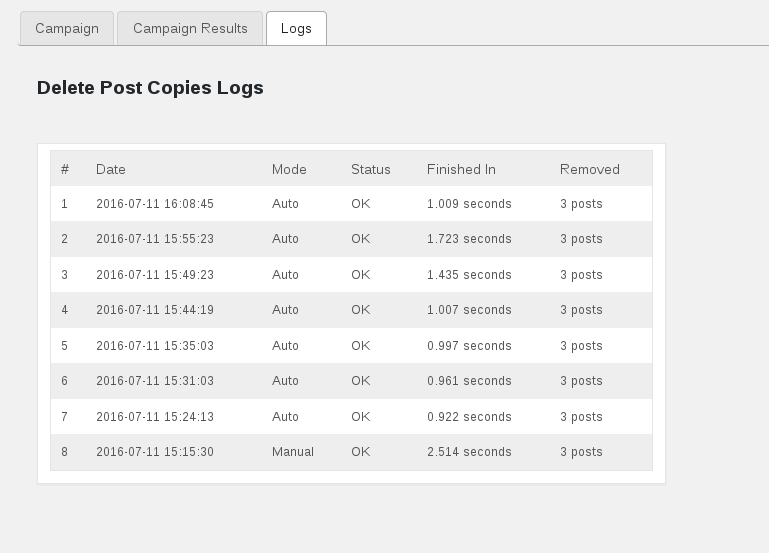 Campaign Campaign Results Logs
Delete Post Copies Logs
# Date Mode Status Finished In Removed
1 2016-07-11 16:08:45 Auto OK 1.009 seconds 3 posts
2 2016-07-11 15:55:23 Auto OK 1.723 seconds 3 posts
3 2016-07-11 15:49:23 Auto OK 1.435 seconds 3 posts
4 2016-07-11 15:44:19 Auto OK 1.007 seconds 3 posts
5 2016-07-11 15:35:03 Auto OK 0.997 seconds 3 posts
6 2016-07-11 15:31:03 Auto OK 0.961 seconds 3 posts
7 2016-07-11 15:24:13 Auto OK 0.922 seconds 3 posts
8 2016-07-11 15:15:30 Manual OK 2.514 seconds 3 posts